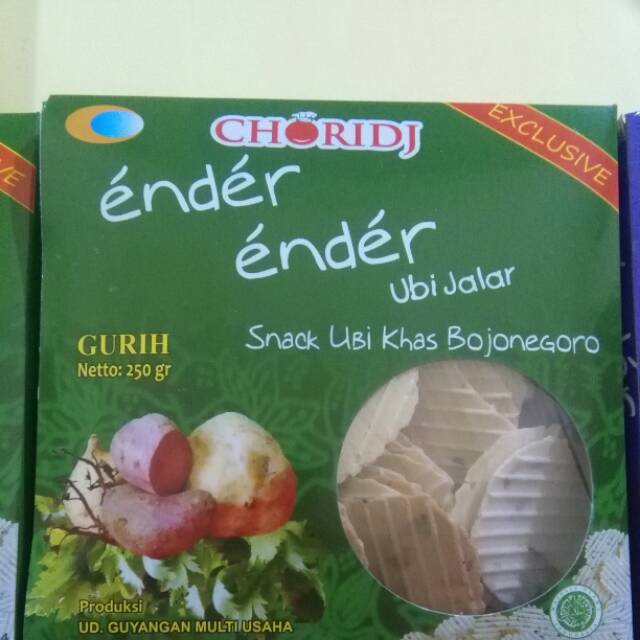 CHORIDJ
EXCLUSIVE
éndér
éndér
Ubi Jalar
Snack Ubi Khas Bojonegoro
GURIH
Netto: 250 gr
Produksi
UD. GUYANGAN MULTI USAHA